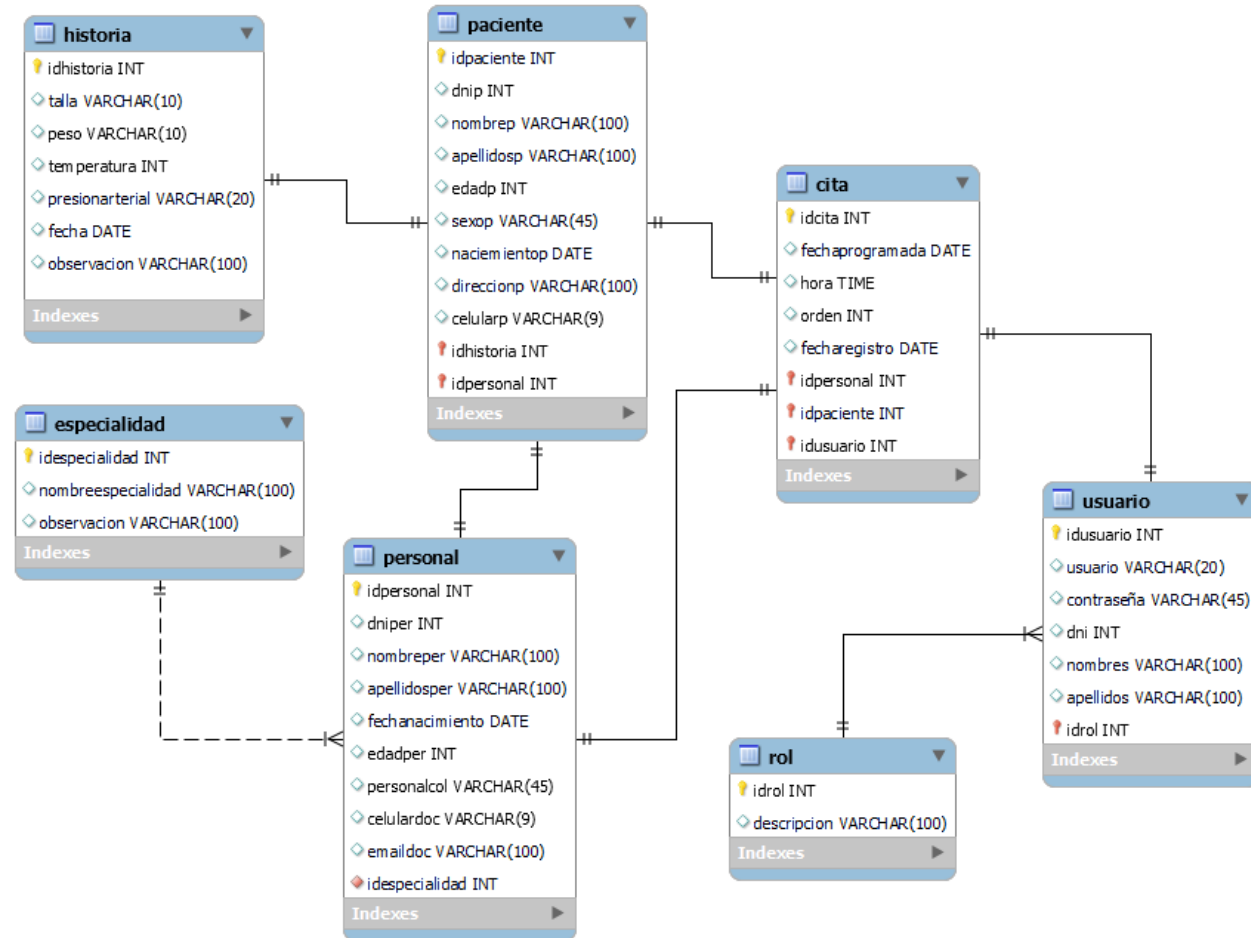 historia
idhistoria INT
talla VARCHAR(10)
peso VARCHAR(10)
temperatura INT
presionarterial VARCHAR(20)
fecha DATE
observacion VARCHAR(100)
Indexes
paciente
idpaciente INT
dnip INT
nombrep VARCHAR(100)
apellidosp VARCHAR(100)
edadp INT
sexop VARCHAR(45)
naciemientop DATE
direccionp VARCHAR(100)
celularp VARCHAR(9)
idhistoria INT
idpersonal INT
Indexes
cita
idcita INT
fechaprogramada DATE
hora TIME
orden INT
fecharegistro DATE
idpersonal INT
idpaciente INT
idusuario INT
Indexes
especialidad
idespecialidad INT
nombreespecialidad VARCHAR(100)
observacion VARCHAR(100)
Indexes
personal
idpersonal INT
dniper INT
nombreper VARCHAR(100)
apellidosper VARCHAR(100)
fechanacimiento DATE
edadper INT
personalcol VARCHAR(45)
celulardoc VARCHAR(9)
emaildoc VARCHAR(100)
idespecialidad INT
Indexes
usuario
idusuario INT
usuario VARCHAR(20)
contraseña VARCHAR(45)
dni INT
nombres VARCHAR(100)
apellidos VARCHAR(100)
idrol INT
Indexes
rol
idrol INT
descripcion VARCHAR(100)
Indexes